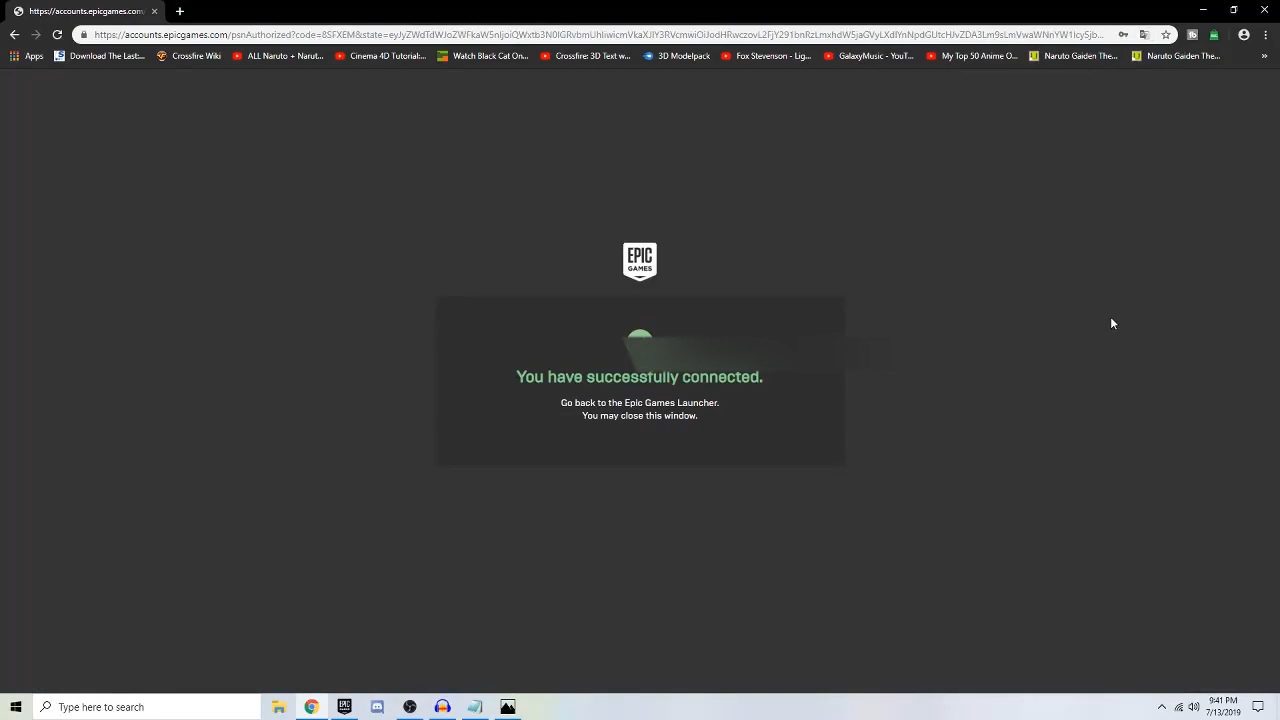 https://accounts.epicgames.com/
Apps
Download The Last...
Crossfire Wiki
ALL Naruto + Narut...
Cinema 4D Tutorial:...
Watch Black Cat On...
Crossfire: 3D Text w...
3D Modelpack
Fox Stevenson - Lig...
GalaxyMusic - YouT...
My Top 50 Anime O...
Naruto Gaiden The...
Naruto Gaiden The...
»
EPIC
GAMES
You have successfully connected.
Go back to the Epic Games Launcher.
You may close this window.
Type here to search
EPIC
GAMES
9:41 PM
7/13/2019